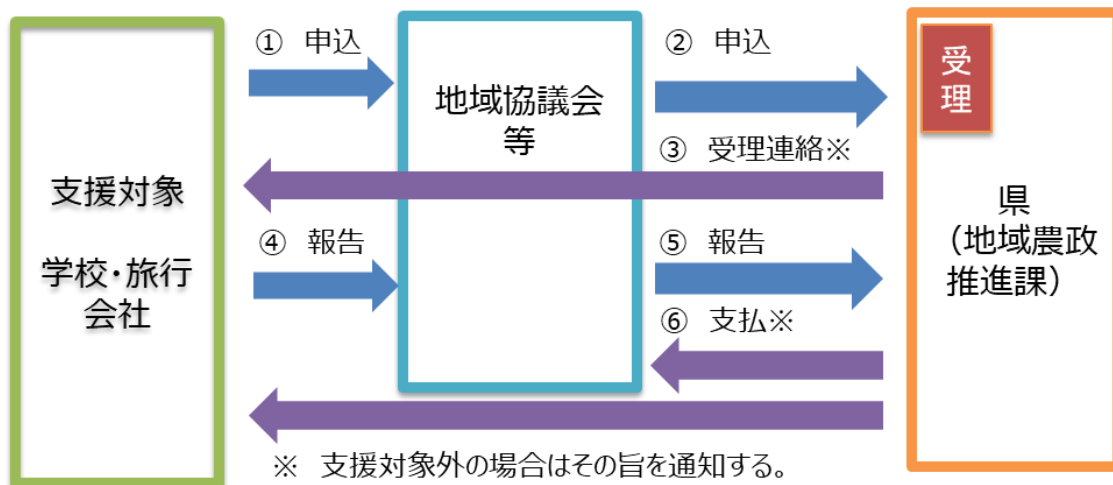 ① 申込
② 申込
受
理
地域協議会
等
③ 受理連絡※
支援対象
学校・旅行
会社
県
（地域農政
推進課）
④ 報告
⑤ 報告
⑥ 支払※
※ 支援対象外の場合はその旨を通知する。